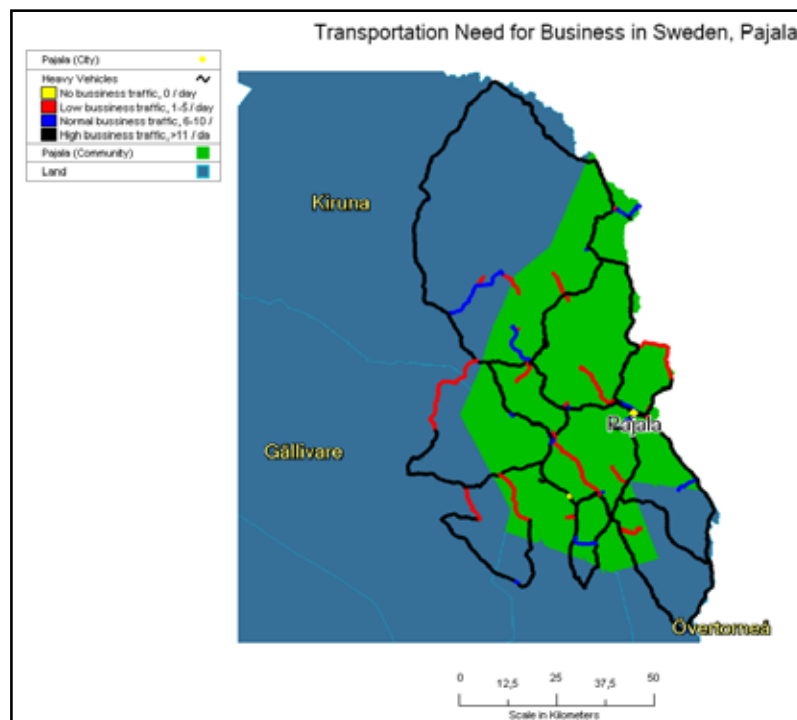 Transportation Need for Business in Sweden, Pajala
Pajala (City)
Heavy Vehicles
No bussiness traffic, 0 / day
Low bussiness traffic, 1-5 / day
Normal bussiness traffic, 6-10 /
High bussiness traffic, >11 / da
Pajala (Community)
Land
Kiruna
Pajala
Gällivare
Övertorneå
0
12,5
25
37,5
50
Scale in Kilometers